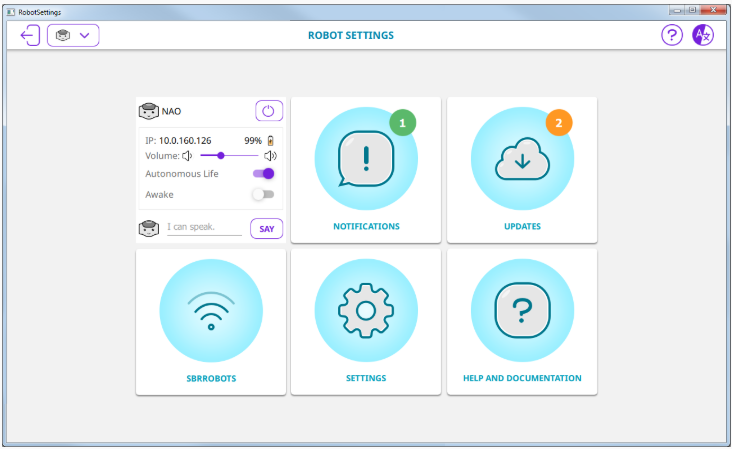 RobotSettings
ROBOT SETTINGS
?
A
NAO
IP: 10.0.160.126 99%
Volume:
Autonomous Life
Awake
I can speak.
SAY
1
!
NOTIFICATIONS
2
UPDATES
SBRROBOTS
SETTINGS
?
HELP AND DOCUMENTATION